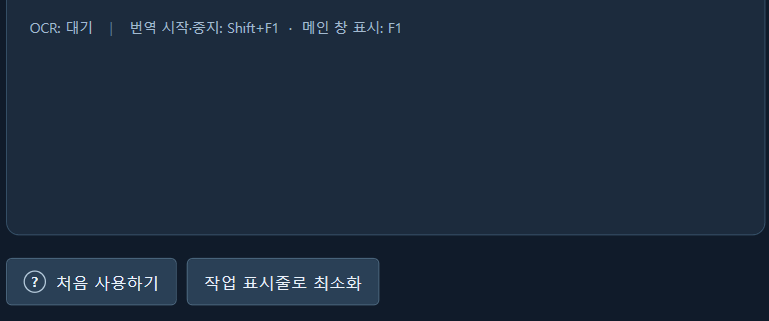 OCR: 대기 | 번역 시작·중지: Shift+F1 · 메인 창 표시: F1
? 처음 사용하기
작업 표시줄로 최소화